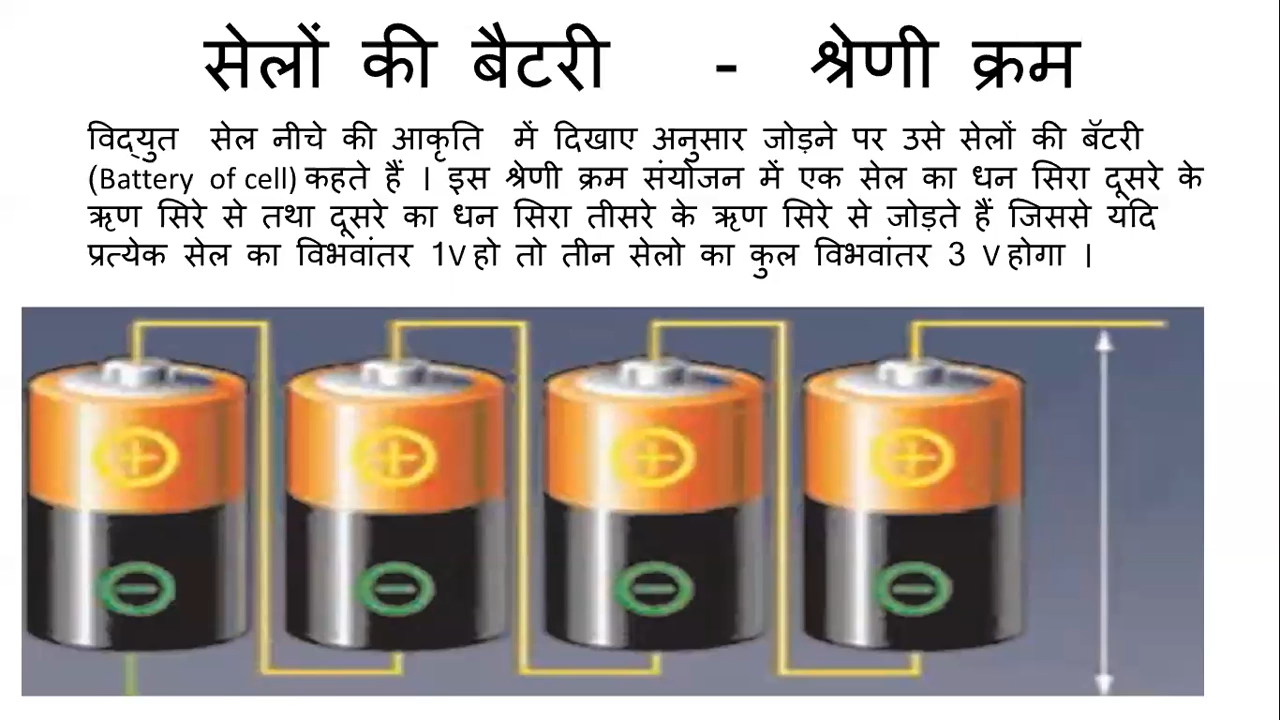 सेलों की बैटरी - श्रेणी क्रम
विद्युत सेल नीचे की आकृति में दिखाए अनुसार जोड़ने पर उसे सेलों की बॅटरी
(Battery of cell) कहते हैं । इस श्रेणी क्रम संयोजन में एक सेल का धन सिरा दूसरे के
ऋण सिरे से तथा दूसरे का धन सिरा तीसरे के ऋण सिरे से जोड़ते हैं जिससे यदि
प्रत्येक सेल का विभवांतर 1V हो तो तीन सेलो का कुल विभवांतर 3 V होगा ।
+ + + +
- - - -